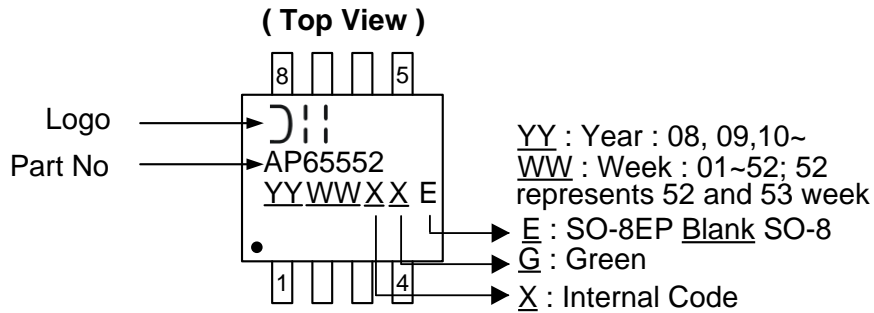 ( Top View )
8 5
Logo
Part No
AP65552
YYWWXXE
1 4
YY : Year : 08, 09,10~
WW : Week : 01~52; 52
represents 52 and 53 week
E : SO-8EP Blank SO-8
G : Green
X : Internal Code